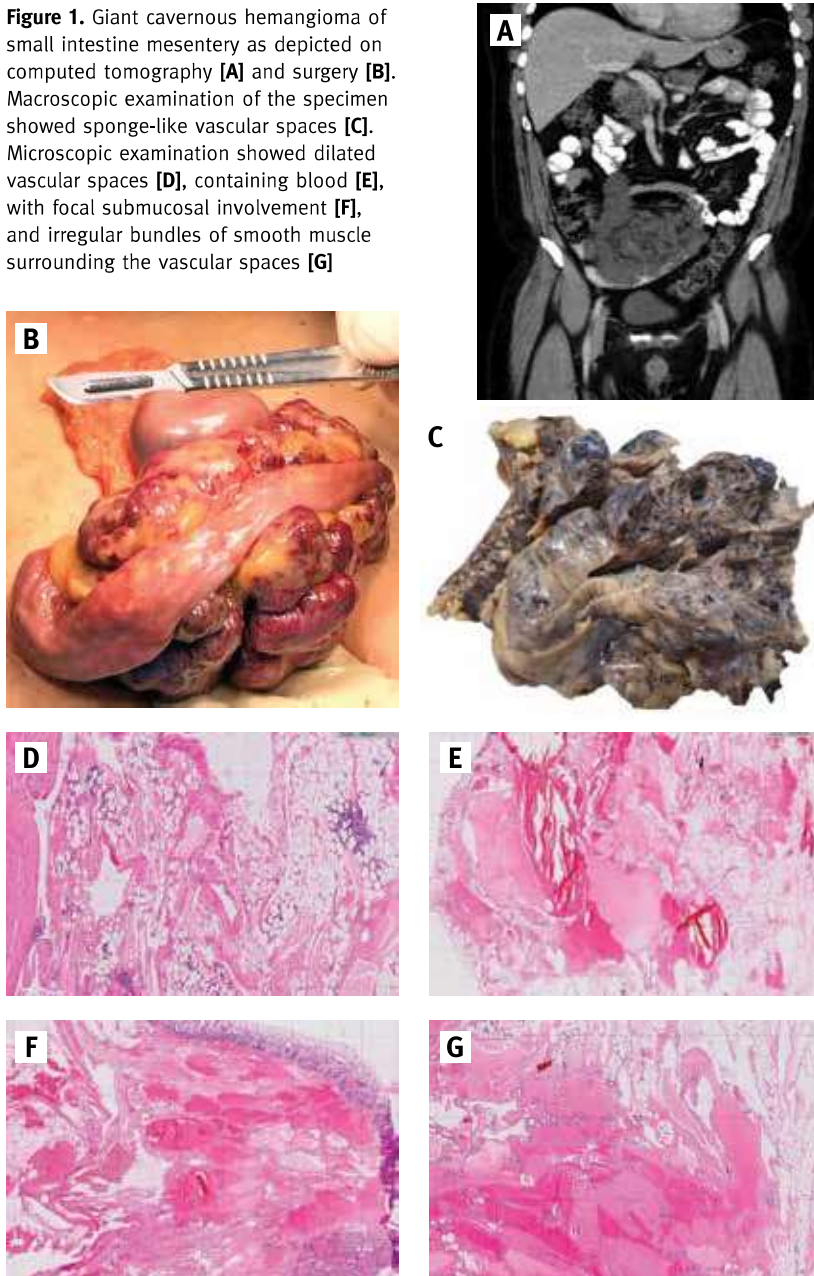 Figure 1. Giant cavernous hemangioma of
small intestine mesentery as depicted on
computed tomography [A] and surgery [B].
Macroscopic examination of the specimen
showed sponge-like vascular spaces [C].
Microscopic examination showed dilated
vascular spaces [D], containing blood [E],
with focal submucosal involvement [F],
and irregular bundles of smooth muscle
surrounding the vascular spaces [G]
A
B
C
D
E
F
G